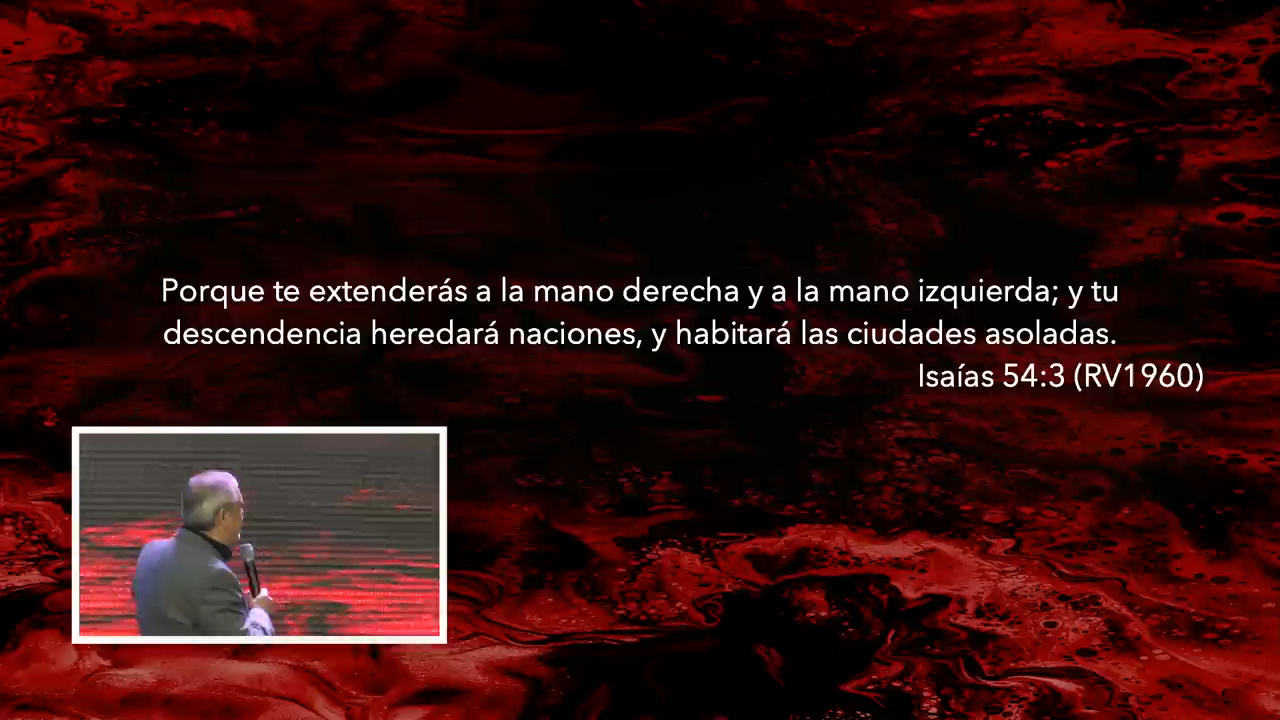 Porque te extenderás a la mano derecha y a la mano izquierda; y tu
descendencia heredará naciones, y habitará las ciudades asoladas.
Isaías 54:3 (RV1960)